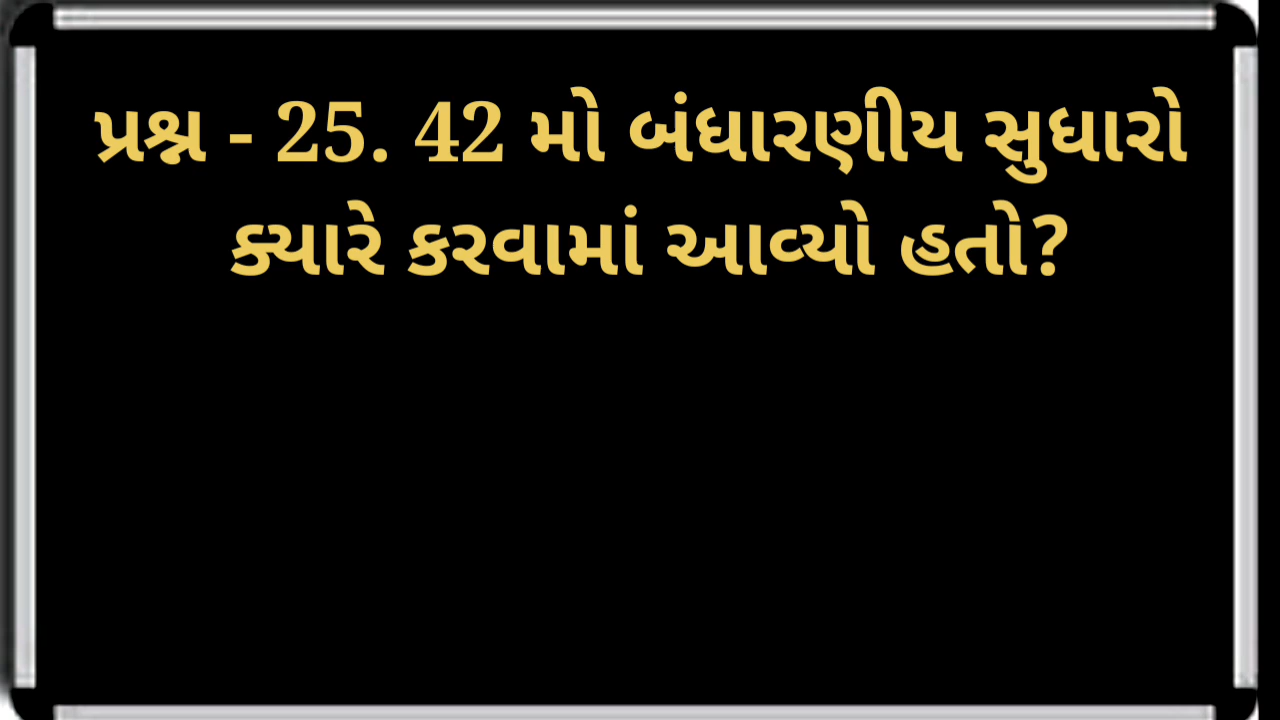 પ્રશ્ન - 25. 42 મો બંધારણીય સુધારો
ક્યારે કરવામાં આવ્યો હતો?